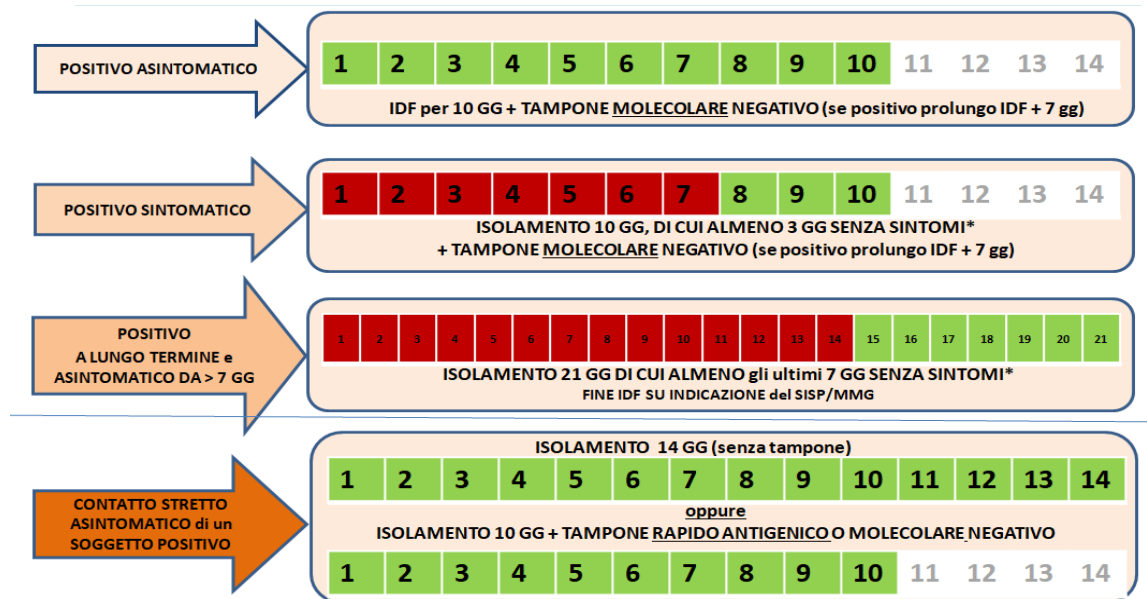 POSITIVO ASINTOMATICO
1 2 3 4 5 6 7 8 9 10 11 12 13 14
IDF per 10 GG + TAMPONE MOLECOLARE NEGATIVO (se positivo prolungo IDF + 7 gg)
POSITIVO SINTOMATICO
1 2 3 4 5 6 7 8 9 10 11 12 13 14
ISOLAMENTO 10 GG, DI CUI ALMENO 3 GG SENZA SINTOMI*
+ TAMPONE MOLECOLARE NEGATIVO (se positivo prolungo IDF + 7 gg)
POSITIVO
A LUNGO TERMINE e
ASINTOMATICO DA > 7 GG
1 2 3 4 5 6 7 8 9 10 11 12 13 14 15 16 17 18 19 20 21
ISOLAMENTO 21 GG DI CUI ALMENO gli ultimi 7 GG SENZA SINTOMI*
FINE IDF SU INDICAZIONE del SISP/MMG
CONTATTO STRETTO
ASINTOMATICO di un
SOGGETTO POSITIVO
ISOLAMENTO 14 GG (senza tampone)
1 2 3 4 5 6 7 8 9 10 11 12 13 14
oppure
ISOLAMENTO 10 GG + TAMPONE RAPIDO ANTIGENICO O MOLECOLARE NEGATIVO
1 2 3 4 5 6 7 8 9 10 11 12 13 14